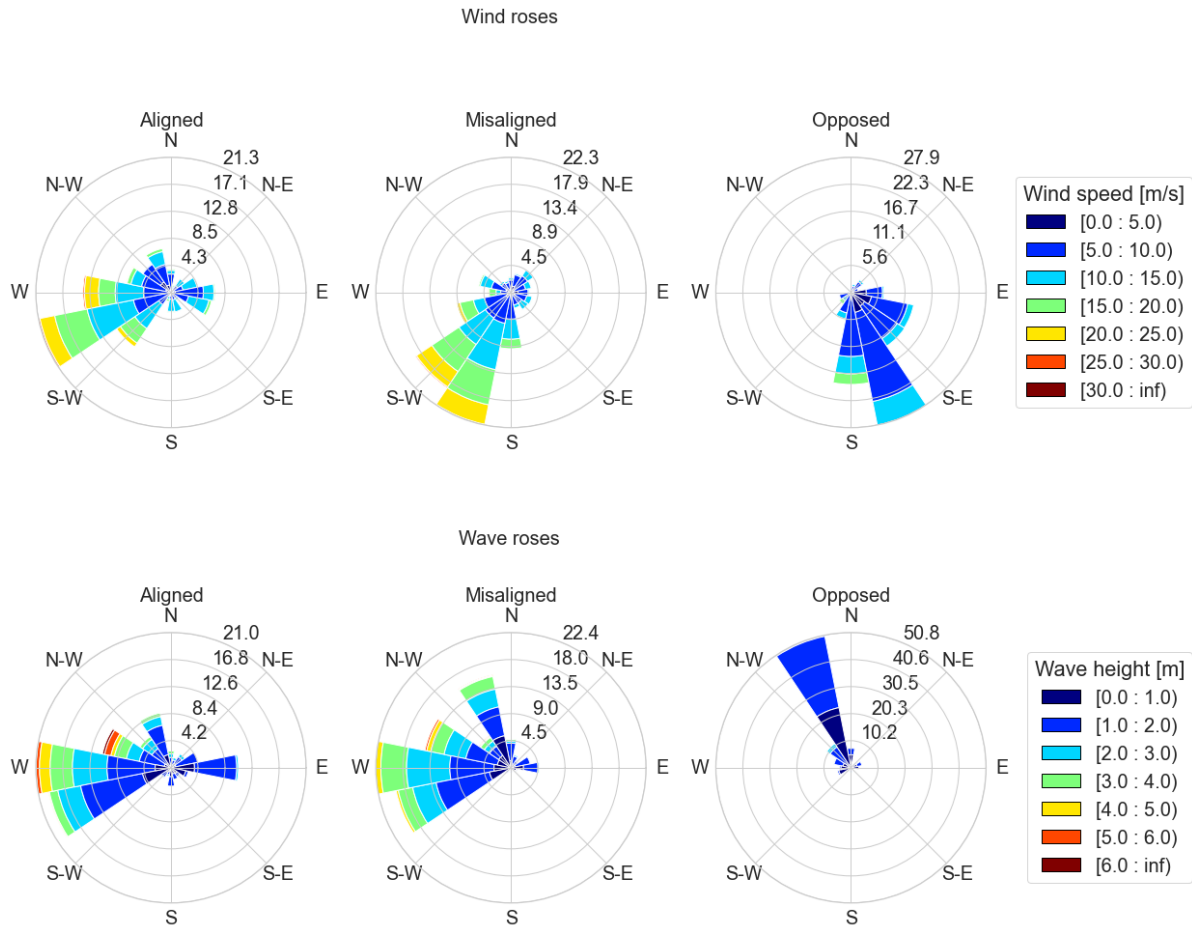 Wind roses
Aligned
N
N-W
N-E
W
E
S-W
S-E
S
21.3
17.1
12.8
8.5
4.3
Misaligned
N
N-W
N-E
W
E
S-W
S-E
S
22.3
17.9
13.4
8.9
4.5
Opposed
N
N-W
N-E
W
E
S-W
S-E
S
27.9
22.3
16.7
11.1
5.6
Wind speed [m/s]
[0.0 : 5.0)
[5.0 : 10.0)
[10.0 : 15.0)
[15.0 : 20.0)
[20.0 : 25.0)
[25.0 : 30.0)
[30.0 : inf)
Wave roses
Aligned
N
N-W
N-E
W
E
S-W
S-E
S
21.0
16.8
12.6
8.4
4.2
Misaligned
N
N-W
N-E
W
E
S-W
S-E
S
22.4
18.0
13.5
9.0
4.5
Opposed
N
N-W
N-E
W
E
S-W
S-E
S
50.8
40.6
30.5
20.3
10.2
Wave height [m]
[0.0 : 1.0)
[1.0 : 2.0)
[2.0 : 3.0)
[3.0 : 4.0)
[4.0 : 5.0)
[5.0 : 6.0)
[6.0 : inf)